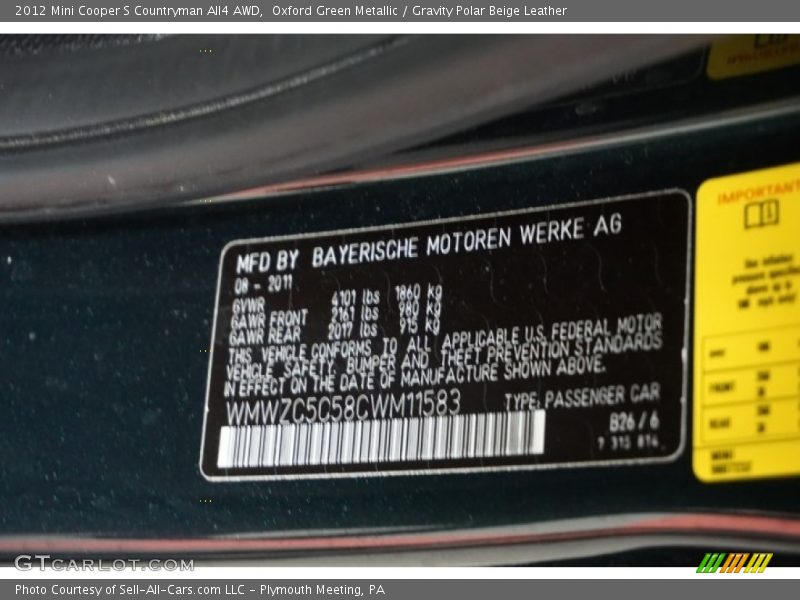 2012 Mini Cooper S Countryman All4 AWD,  Oxford Green Metallic / Gravity Polar Beige Leather
MFD BY BAYERISCHE MOTOREN WERKE AG
08 - 2011
GVWR 4101 lbs 1860 kg
GAWR FRONT 2161 lbs 980 kg
GAWR REAR 2017 lbs 915 kg
THIS VEHICLE CONFORMS TO ALL APPLICABLE U.S. FEDERAL MOTOR
VEHICLE SAFETY, BUMPER AND THEFT PREVENTION STANDARDS
IN EFFECT ON THE DATE OF MANUFACTURE SHOWN ABOVE.
WMWZC5C58CWM11583 TYPE: PASSENGER CAR
B26 / 6
7 313 814
IMPORTANT
GTCARLOT.COM
Photo Courtesy of Sell-All-Cars.com LLC - Plymouth Meeting, PA